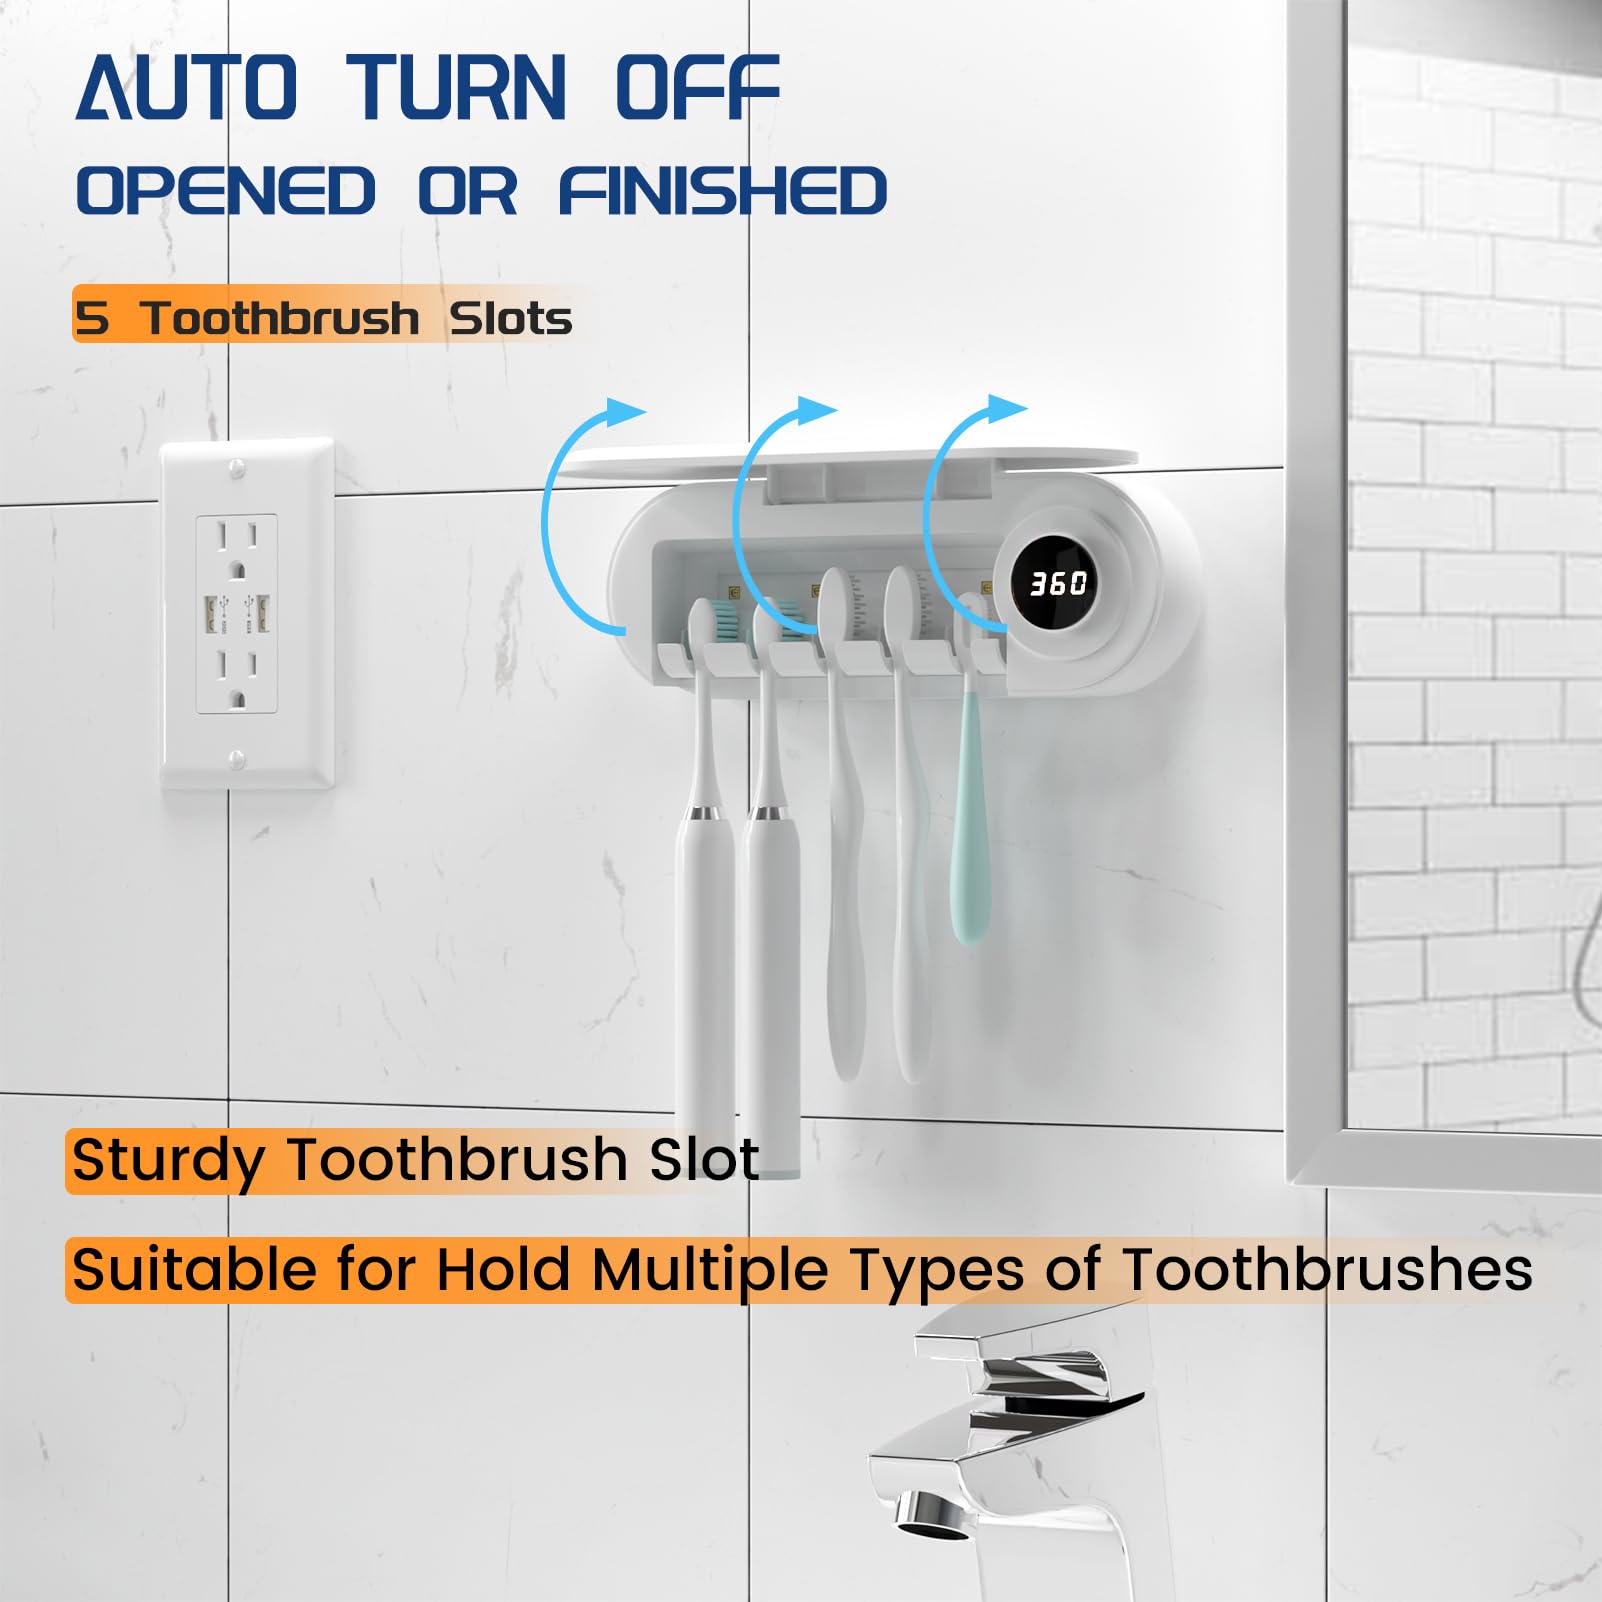 AUTO TURN OFF
OPENED OR FINISHED
5 Toothbrush Slots
360
Sturdy Toothbrush Slot
Suitable for Hold Multiple Types of Toothbrushes